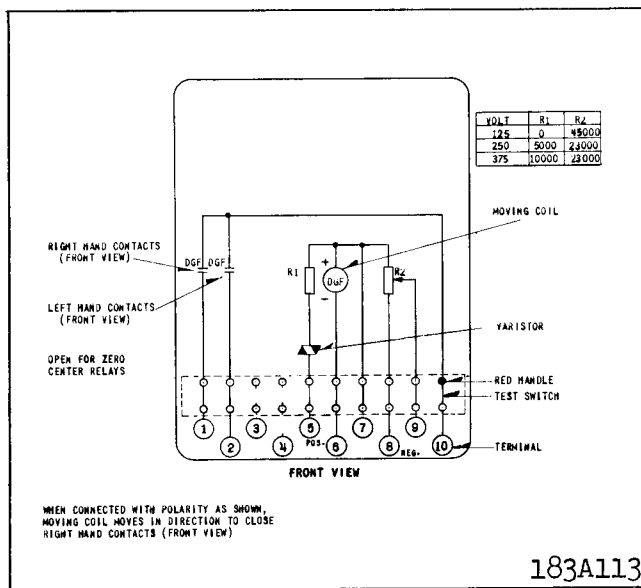 VOLT R1 R2
125 0 45000
250 5000 23000
375 10000 23000
MOVING COIL
RIGHT HAND CONTACTS
(FRONT VIEW)
DGF DGF
+
R1 DGF R2
-
LEFT HAND CONTACTS
(FRONT VIEW)
VARISTOR
OPEN FOR ZERO
CENTER RELAYS
RED HANDLE
TEST SWITCH
1 3 5 7 9
POS. NEG.
2 4 6 8 10
TERMINAL
FRONT VIEW
WHEN CONNECTED WITH POLARITY AS SHOWN,
MOVING COIL MOVES IN DIRECTION TO CLOSE
RIGHT HAND CONTACTS (FRONT VIEW)
183A113